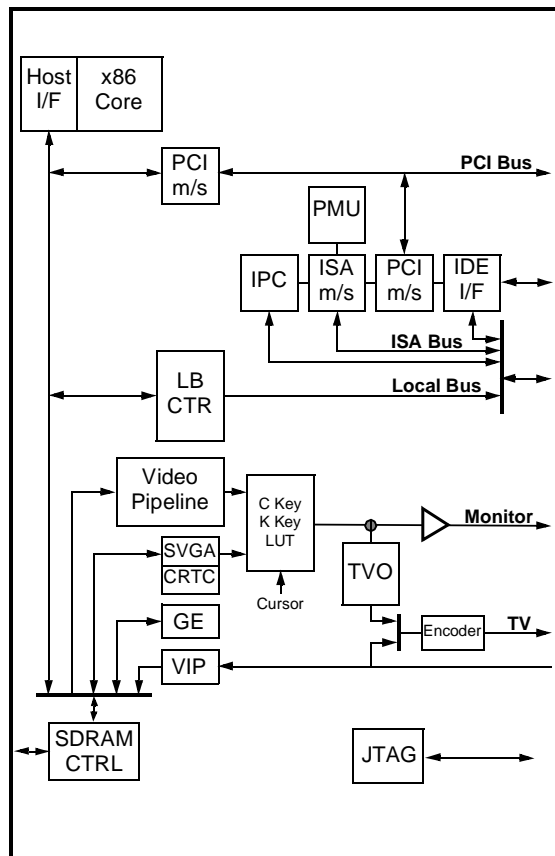 Host
I/F
x86
Core
PCI
m/s
PCI Bus
PMU
IPC
ISA
m/s
PCI
m/s
IDE
I/F
ISA Bus
LB
CTR
Local Bus
Video
Pipeline
C Key
K Key
LUT
Monitor
SVGA
CRTC
Cursor
TVO
GE
Encoder
TV
VIP
SDRAM
CTRL
JTAG